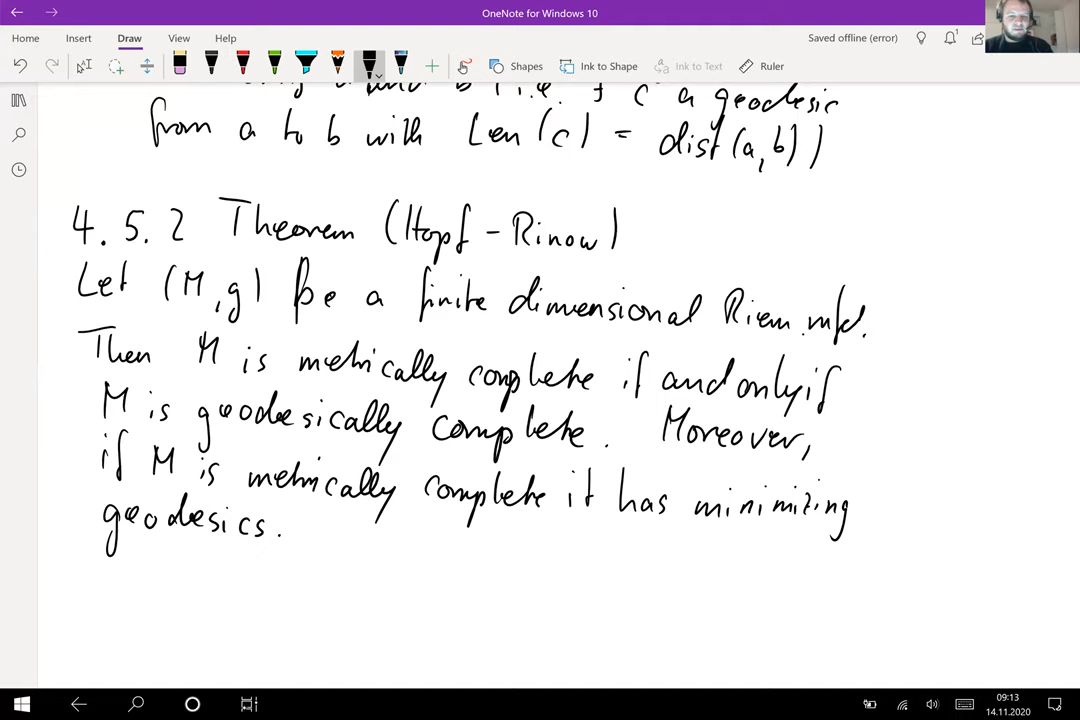 OneNote for Windows 10
Home Insert Draw View Help
Saved offline (error)
Shapes Ink to Shape Ink to Text Ruler
a and b (i.e. ∃ c a geodesic
from a to b with Len(c) = dist(a,b))
4.5.2 Theorem (Hopf-Rinow)
Let (M,g) be a finite dimensional Riem. mfd.
Then M is metrically complete if and only if
M is geodesically complete. Moreover,
if M is metrically complete it has minimizing
geodesics.
09:13
14.11.2020